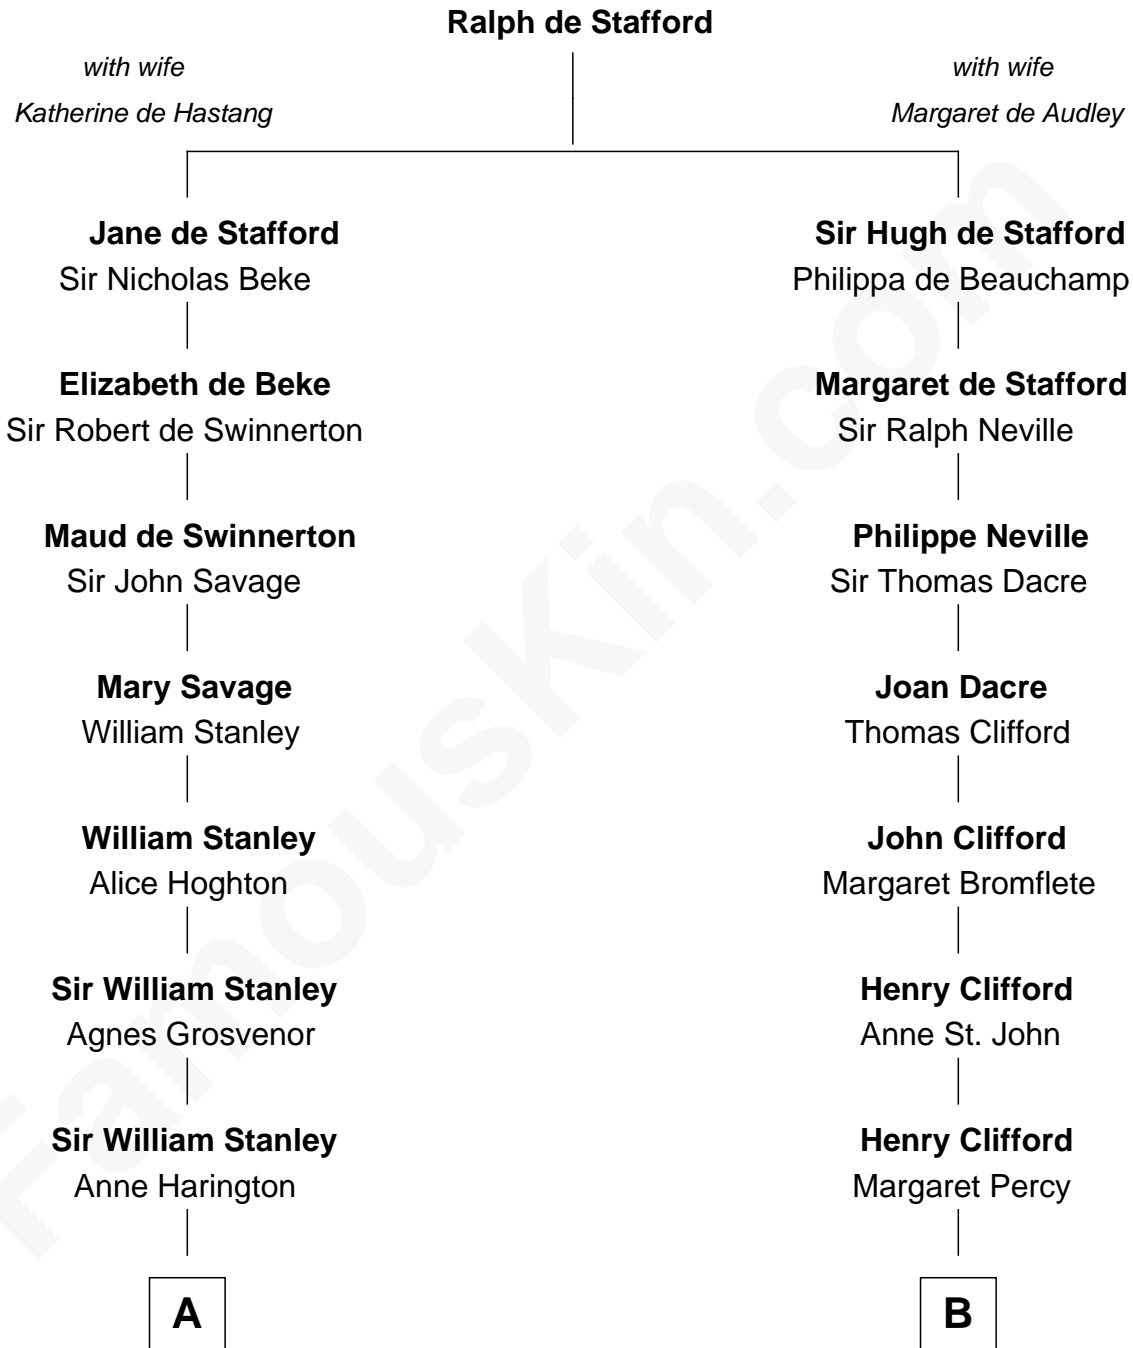 Ralph de Stafford
with wife
Katherine de Hastang
with wife
Margaret de Audley
Jane de Stafford
Sir Nicholas Beke
Sir Hugh de Stafford
Philippa de Beauchamp
Elizabeth de Beke
Sir Robert de Swinnerton
Margaret de Stafford
Sir Ralph Neville
Maud de Swinnerton
Sir John Savage
Philippe Neville
Sir Thomas Dacre
Mary Savage
William Stanley
Joan Dacre
Thomas Clifford
William Stanley
Alice Hoghton
John Clifford
Margaret Bromflete
Sir William Stanley
Agnes Grosvenor
Henry Clifford
Anne St. John
Sir William Stanley
Anne Harington
Henry Clifford
Margaret Percy
A
B
FamousKin.com